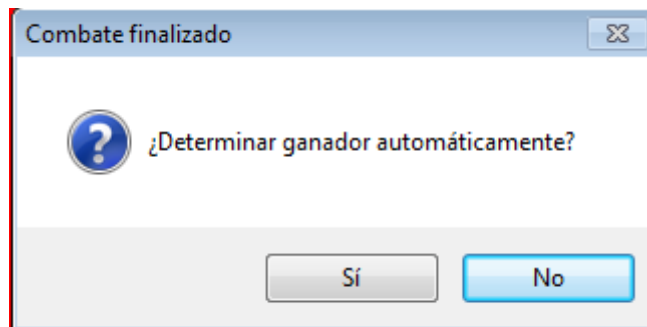 Combate finalizado
¿Determinar ganador automáticamente?
Sí
No